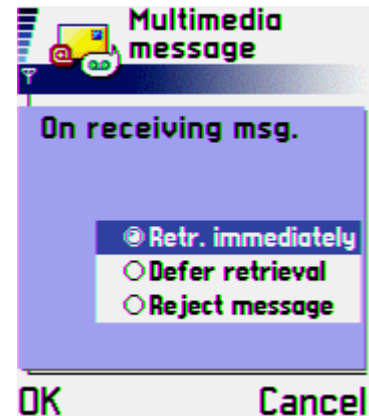 Multimedia
message
On receiving msg.
Retr. immediately
Defer retrieval
Reject message
OK Cancel